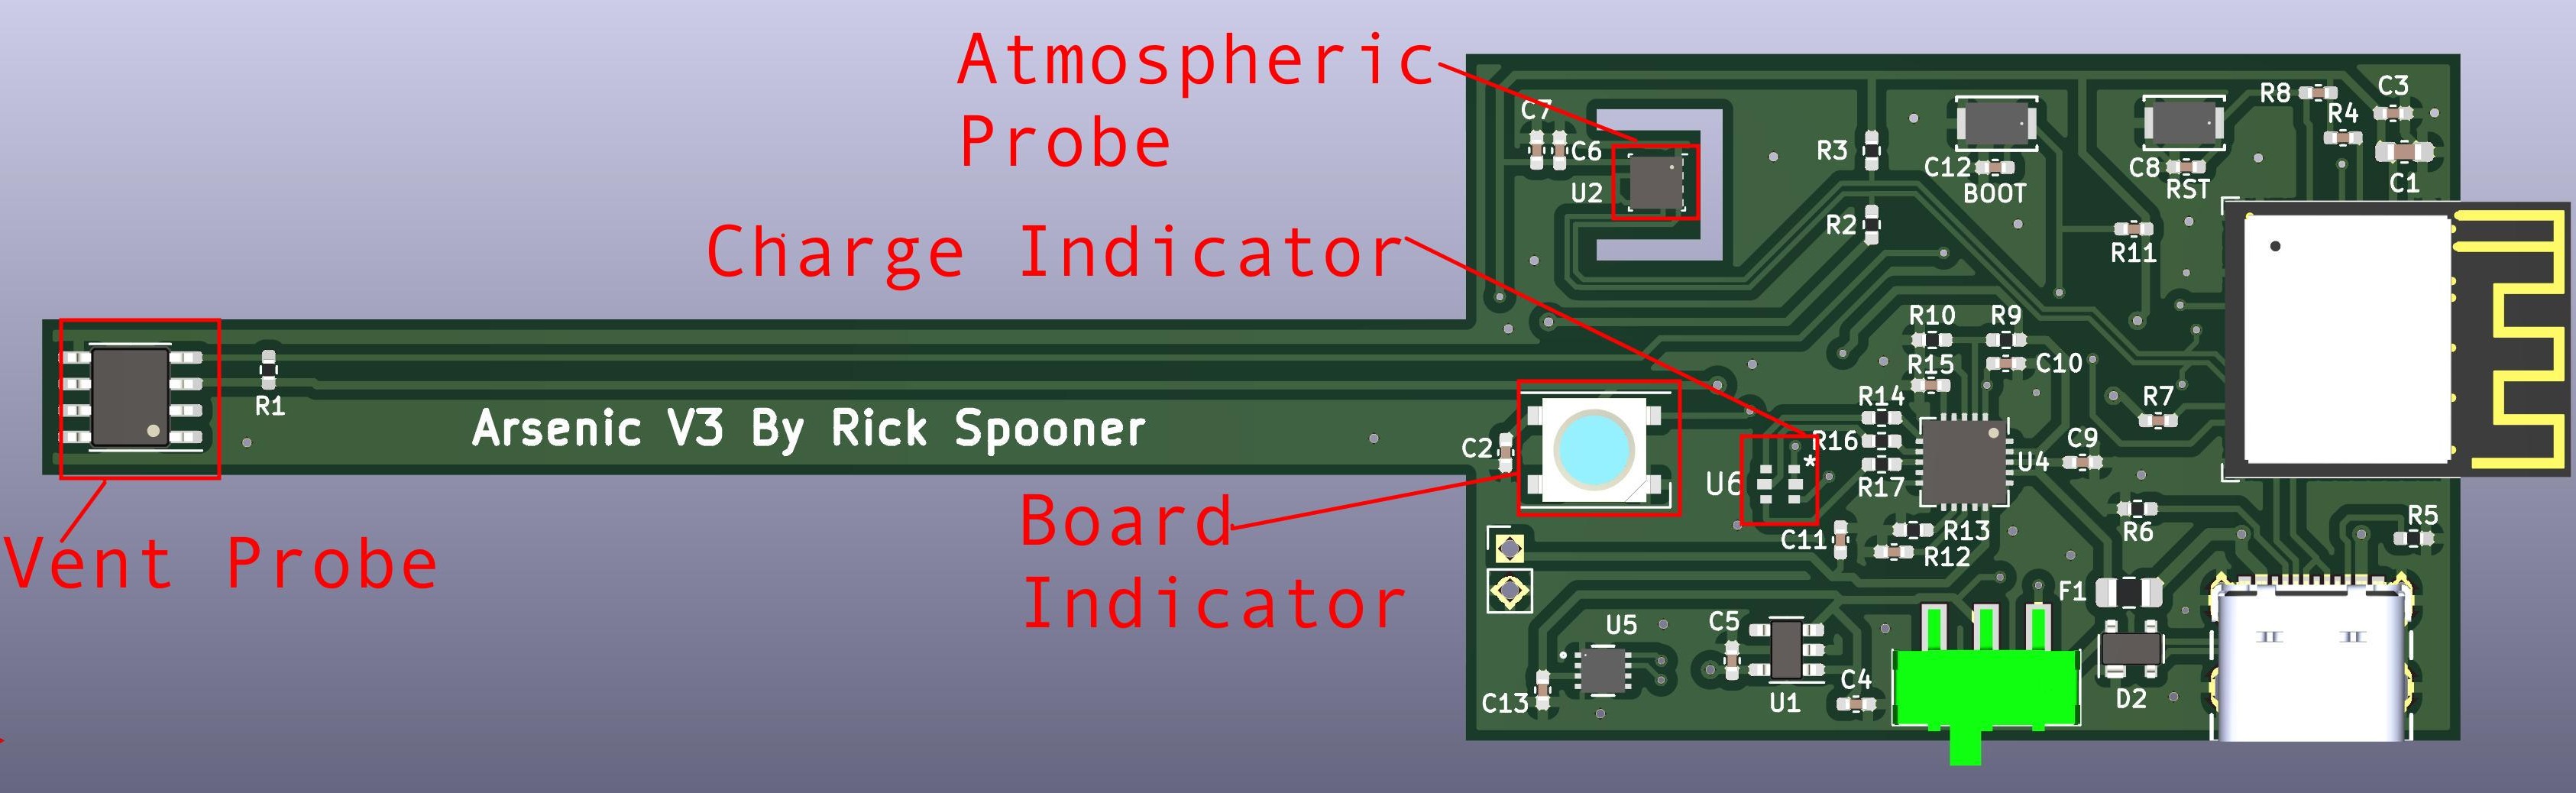 Atmospheric
Probe
Charge Indicator
C7
C6
U2
R3
R2
C12
BOOT
C8
RST
R8
R4
C3
C1
R11
R10
R9
R15
C10
R14
R16
R17
U4
C9
R7
R1
Arsenic V3 By Rick Spooner
C2
U6
*
Board
Indicator
Vent Probe
C11
R13
R12
R6
R5
F1
U5
C5
C13
U1
C4
D2